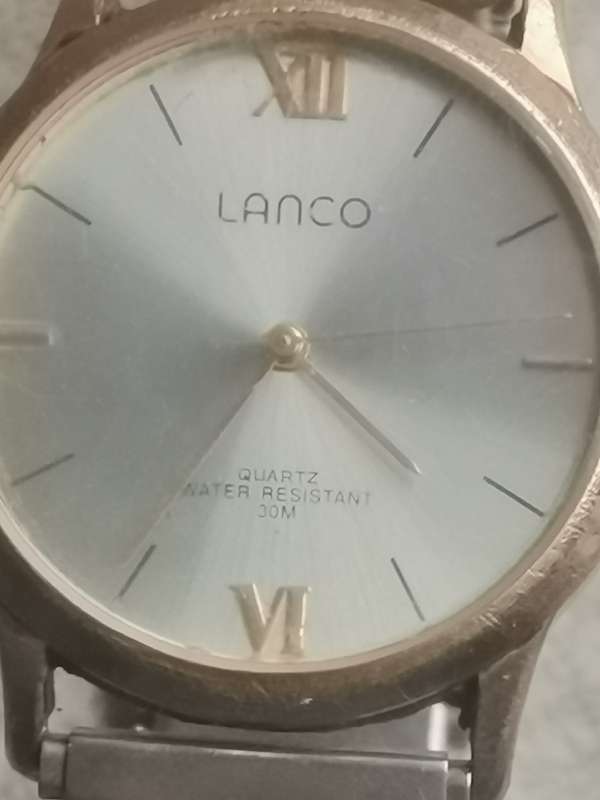 XII
LANCO
QUARTZ
WATER RESISTANT
30M
VI